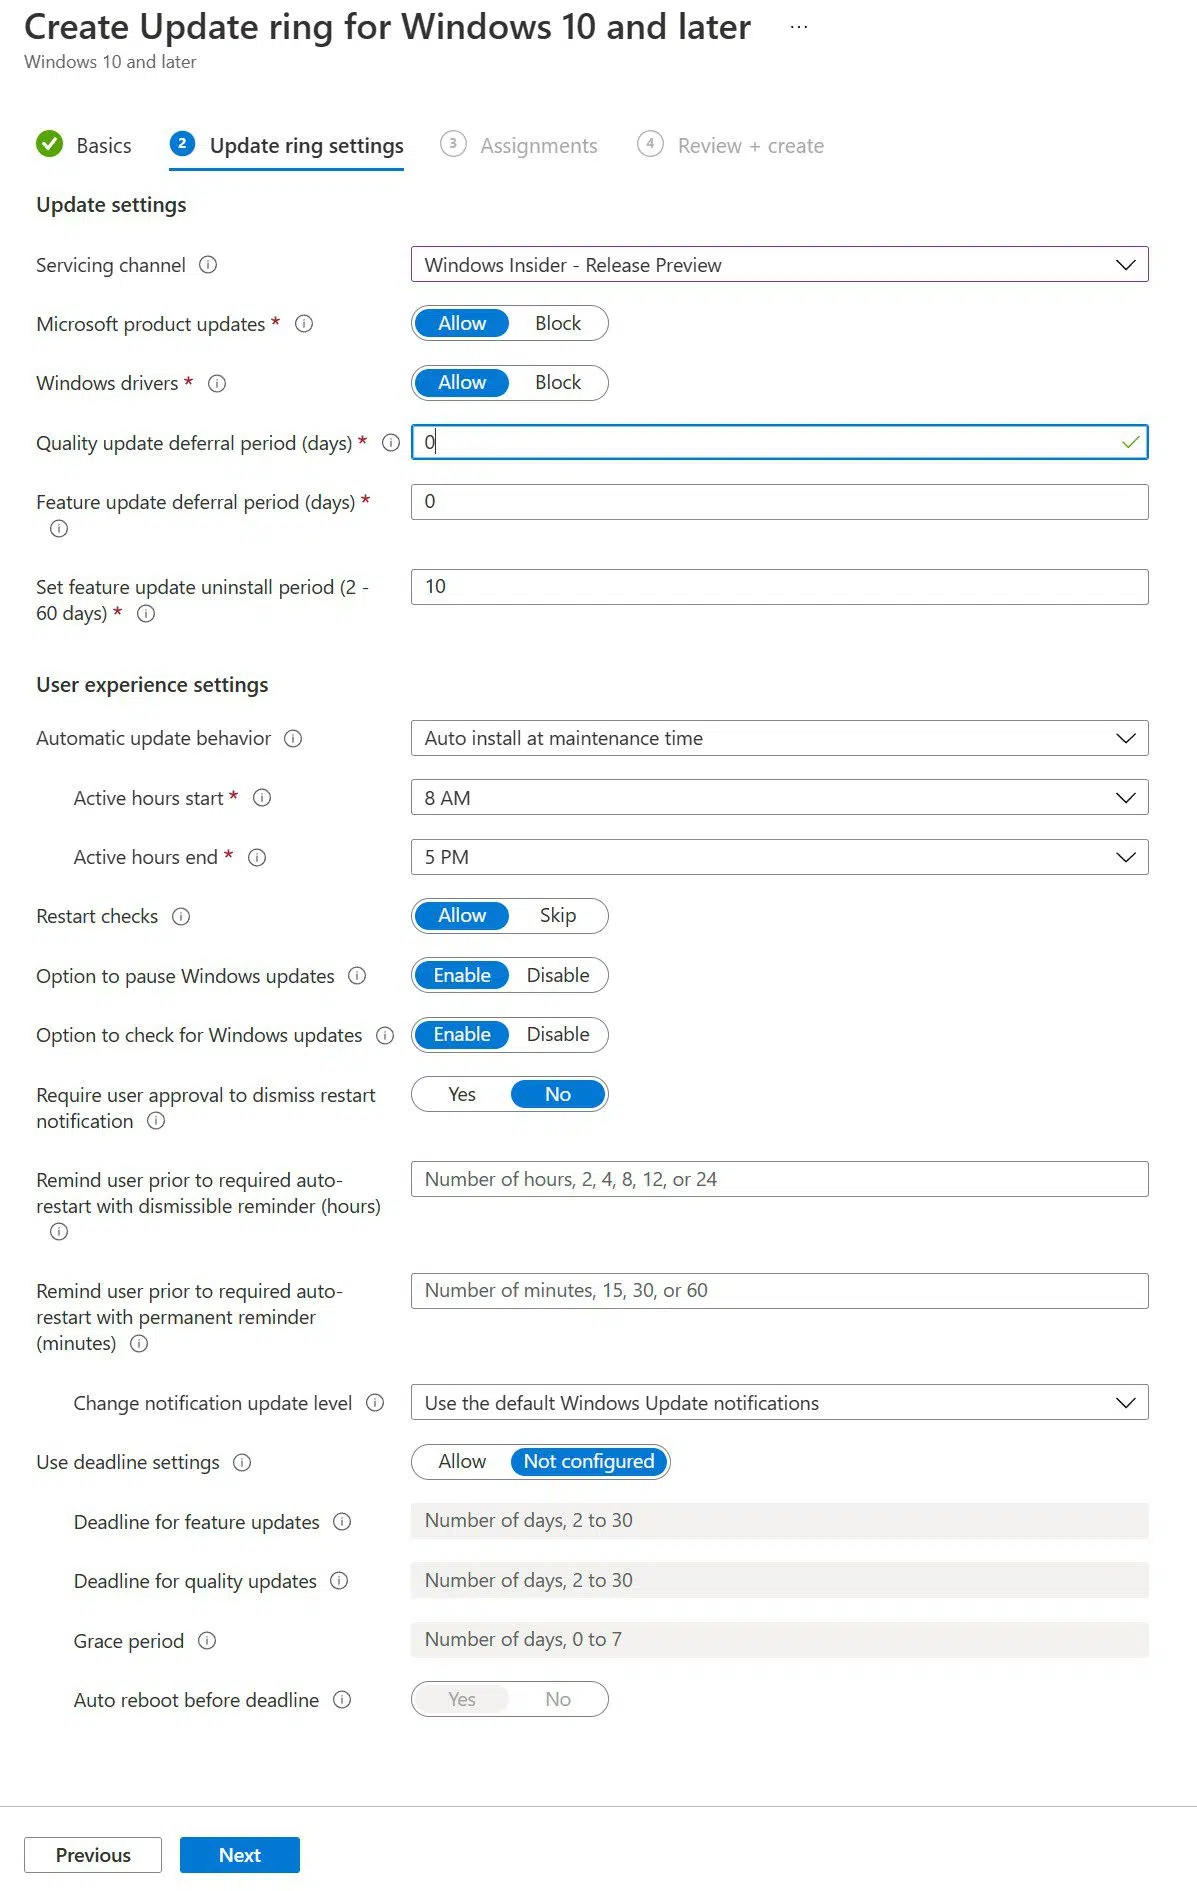 Create Update ring for Windows 10 and later ...
Windows 10 and later
Basics 2 Update ring settings 3 Assignments 4 Review + create
Update settings
Servicing channel Windows Insider - Release Preview
Microsoft product updates * Allow Block
Windows drivers * Allow Block
Quality update deferral period (days) * 0
Feature update deferral period (days) * 0
Set feature update uninstall period (2 - 10
60 days) *
User experience settings
Automatic update behavior Auto install at maintenance time
Active hours start * 8 AM
Active hours end * 5 PM
Restart checks Allow Skip
Option to pause Windows updates Enable Disable
Option to check for Windows updates Enable Disable
Require user approval to dismiss restart Yes No
notification
Remind user prior to required auto- Number of hours, 2, 4, 8, 12, or 24
restart with dismissible reminder (hours)
Remind user prior to required auto- Number of minutes, 15, 30, or 60
restart with permanent reminder
(minutes)
Change notification update level Use the default Windows Update notifications
Use deadline settings Allow Not configured
Deadline for feature updates Number of days, 2 to 30
Deadline for quality updates Number of days, 2 to 30
Grace period Number of days, 0 to 7
Auto reboot before deadline Yes No
Previous Next